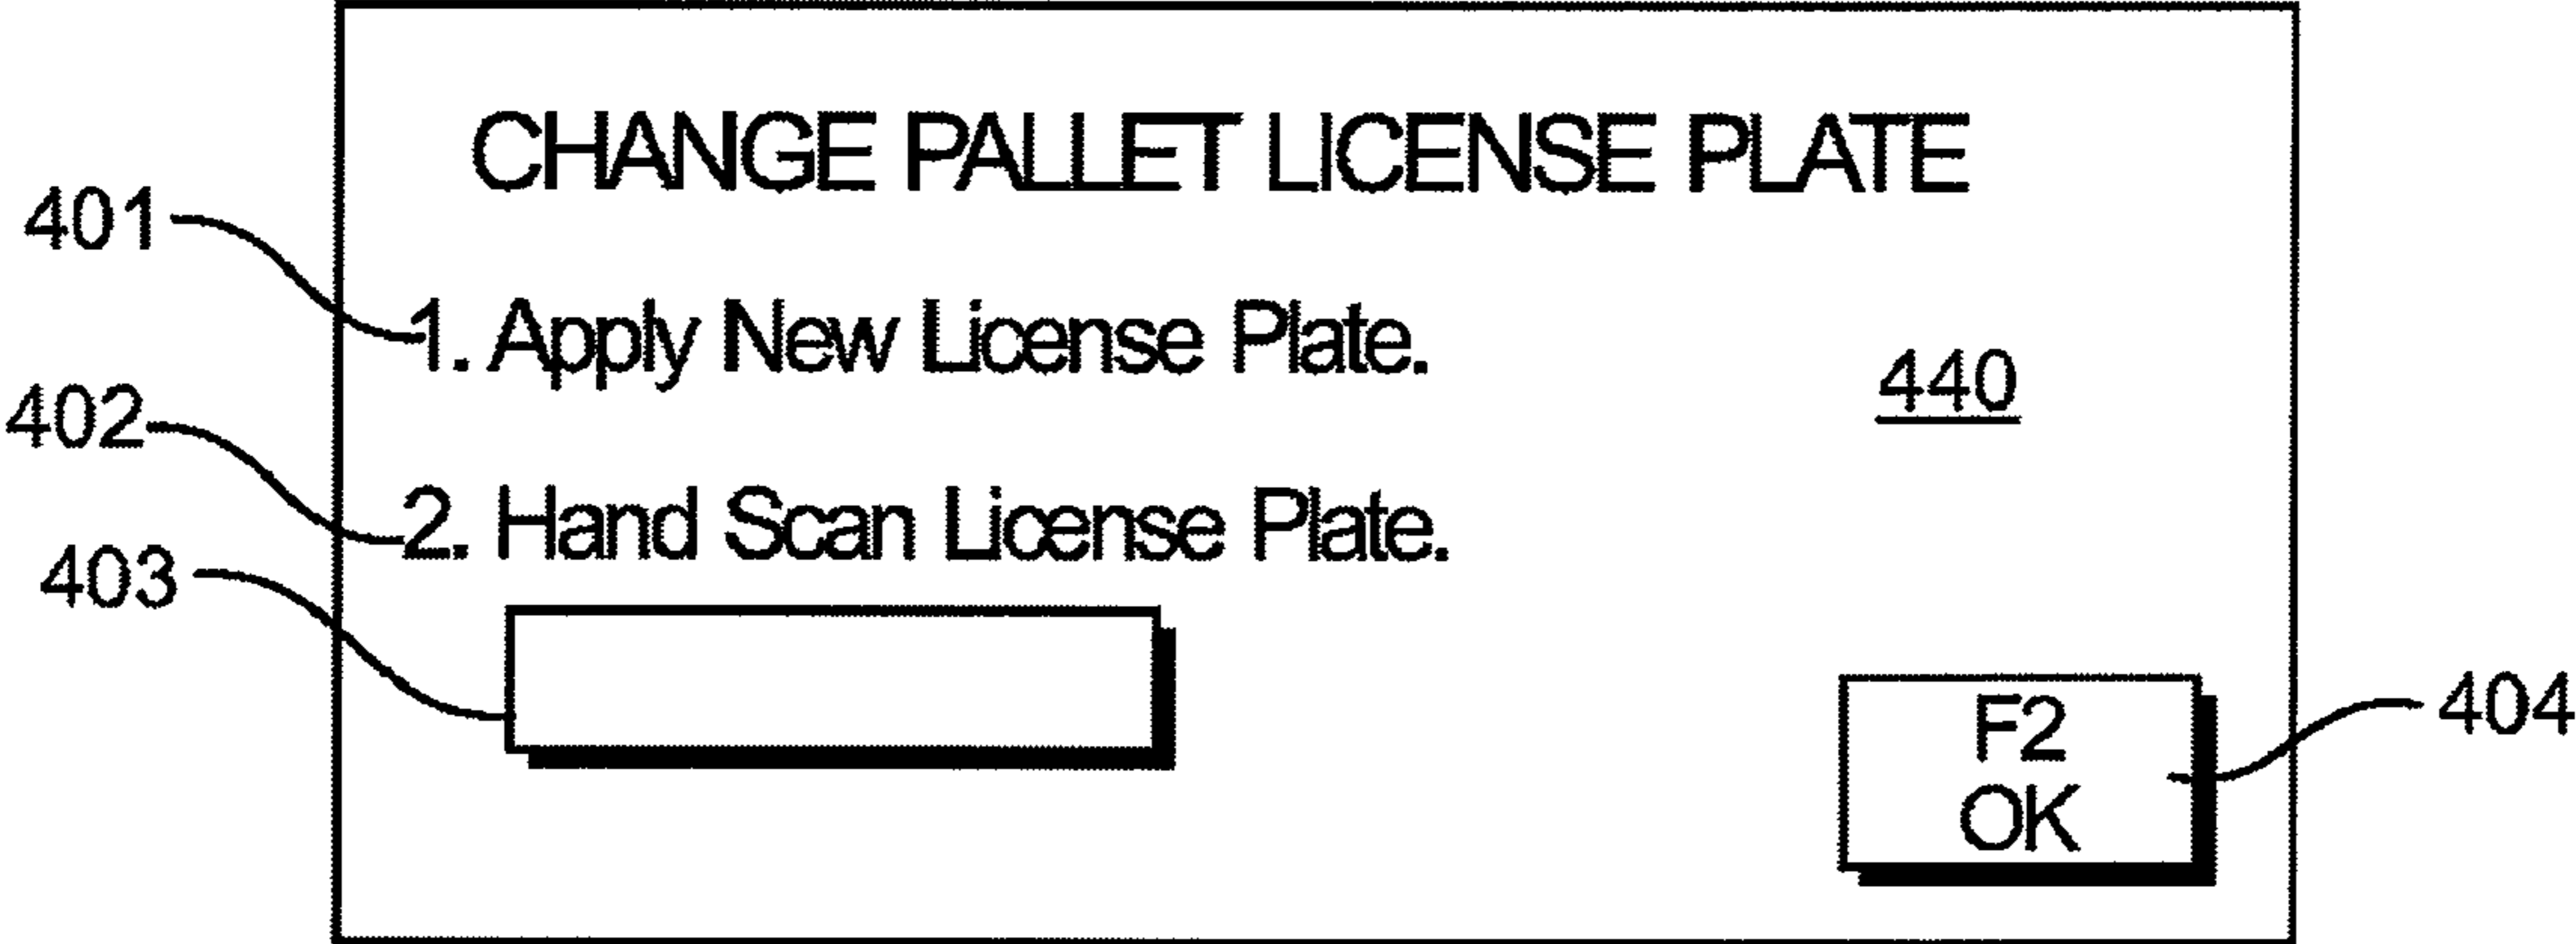 CHANGE PALLET LICENSE PLATE
401
1. Apply New License Plate.
440
402
2. Hand Scan License Plate.
403
F2
OK
404